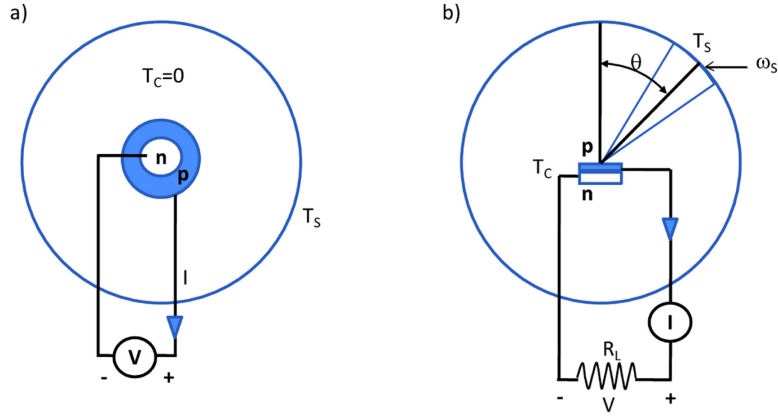 a)
T_C=0
n
p
T_S
I
V
- +
b)
T_S
θ
ω_S
p
T_C
n
I
R_L
- +
V